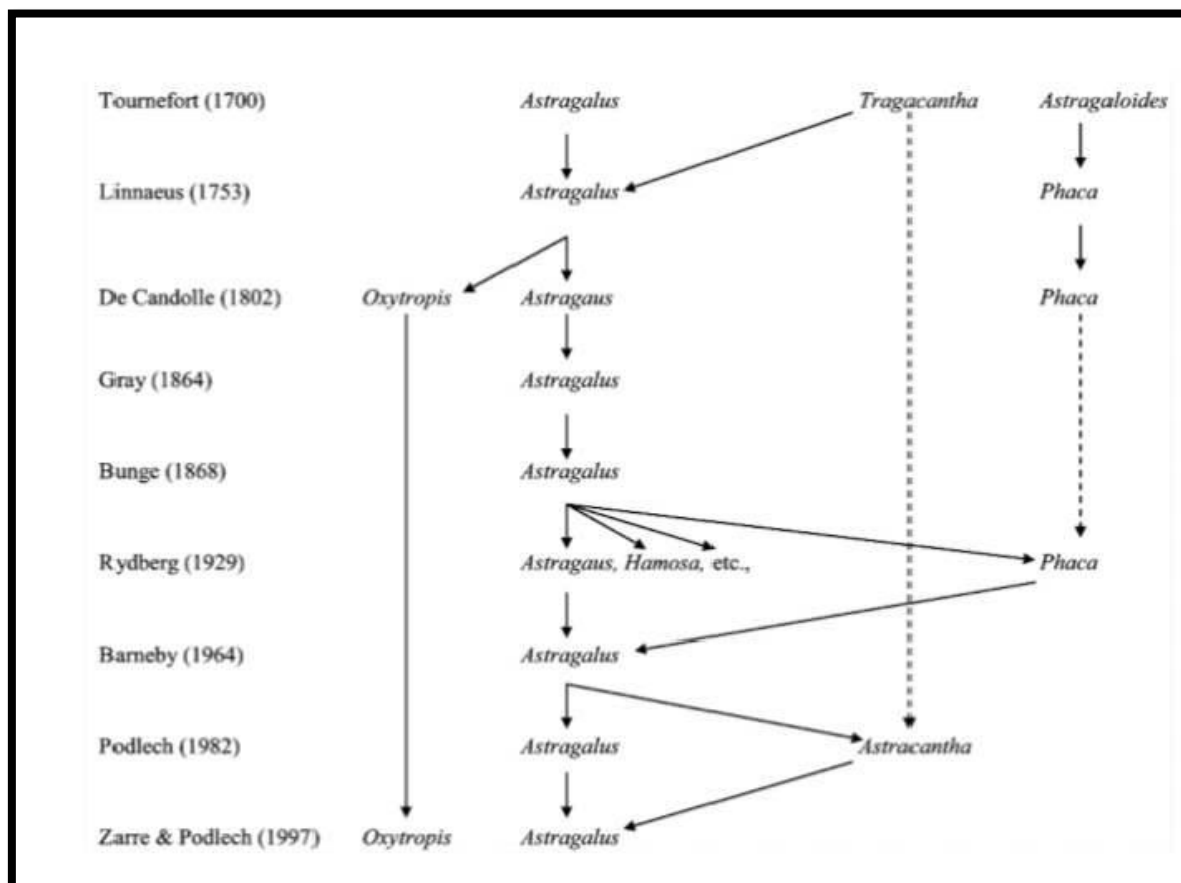 Tournefort (1700) Astragalus Tragacantha Astragaloides
Linnaeus (1753) Astragalus Phaca
De Candolle (1802) Oxytropis Astragaus Phaca
Gray (1864) Astragalus
Bunge (1868) Astragalus
Rydberg (1929) Astragaus, Hamosa, etc., Phaca
Barneby (1964) Astragalus
Podlech (1982) Astragalus Astracantha
Zarre & Podlech (1997) Oxytropis Astragalus